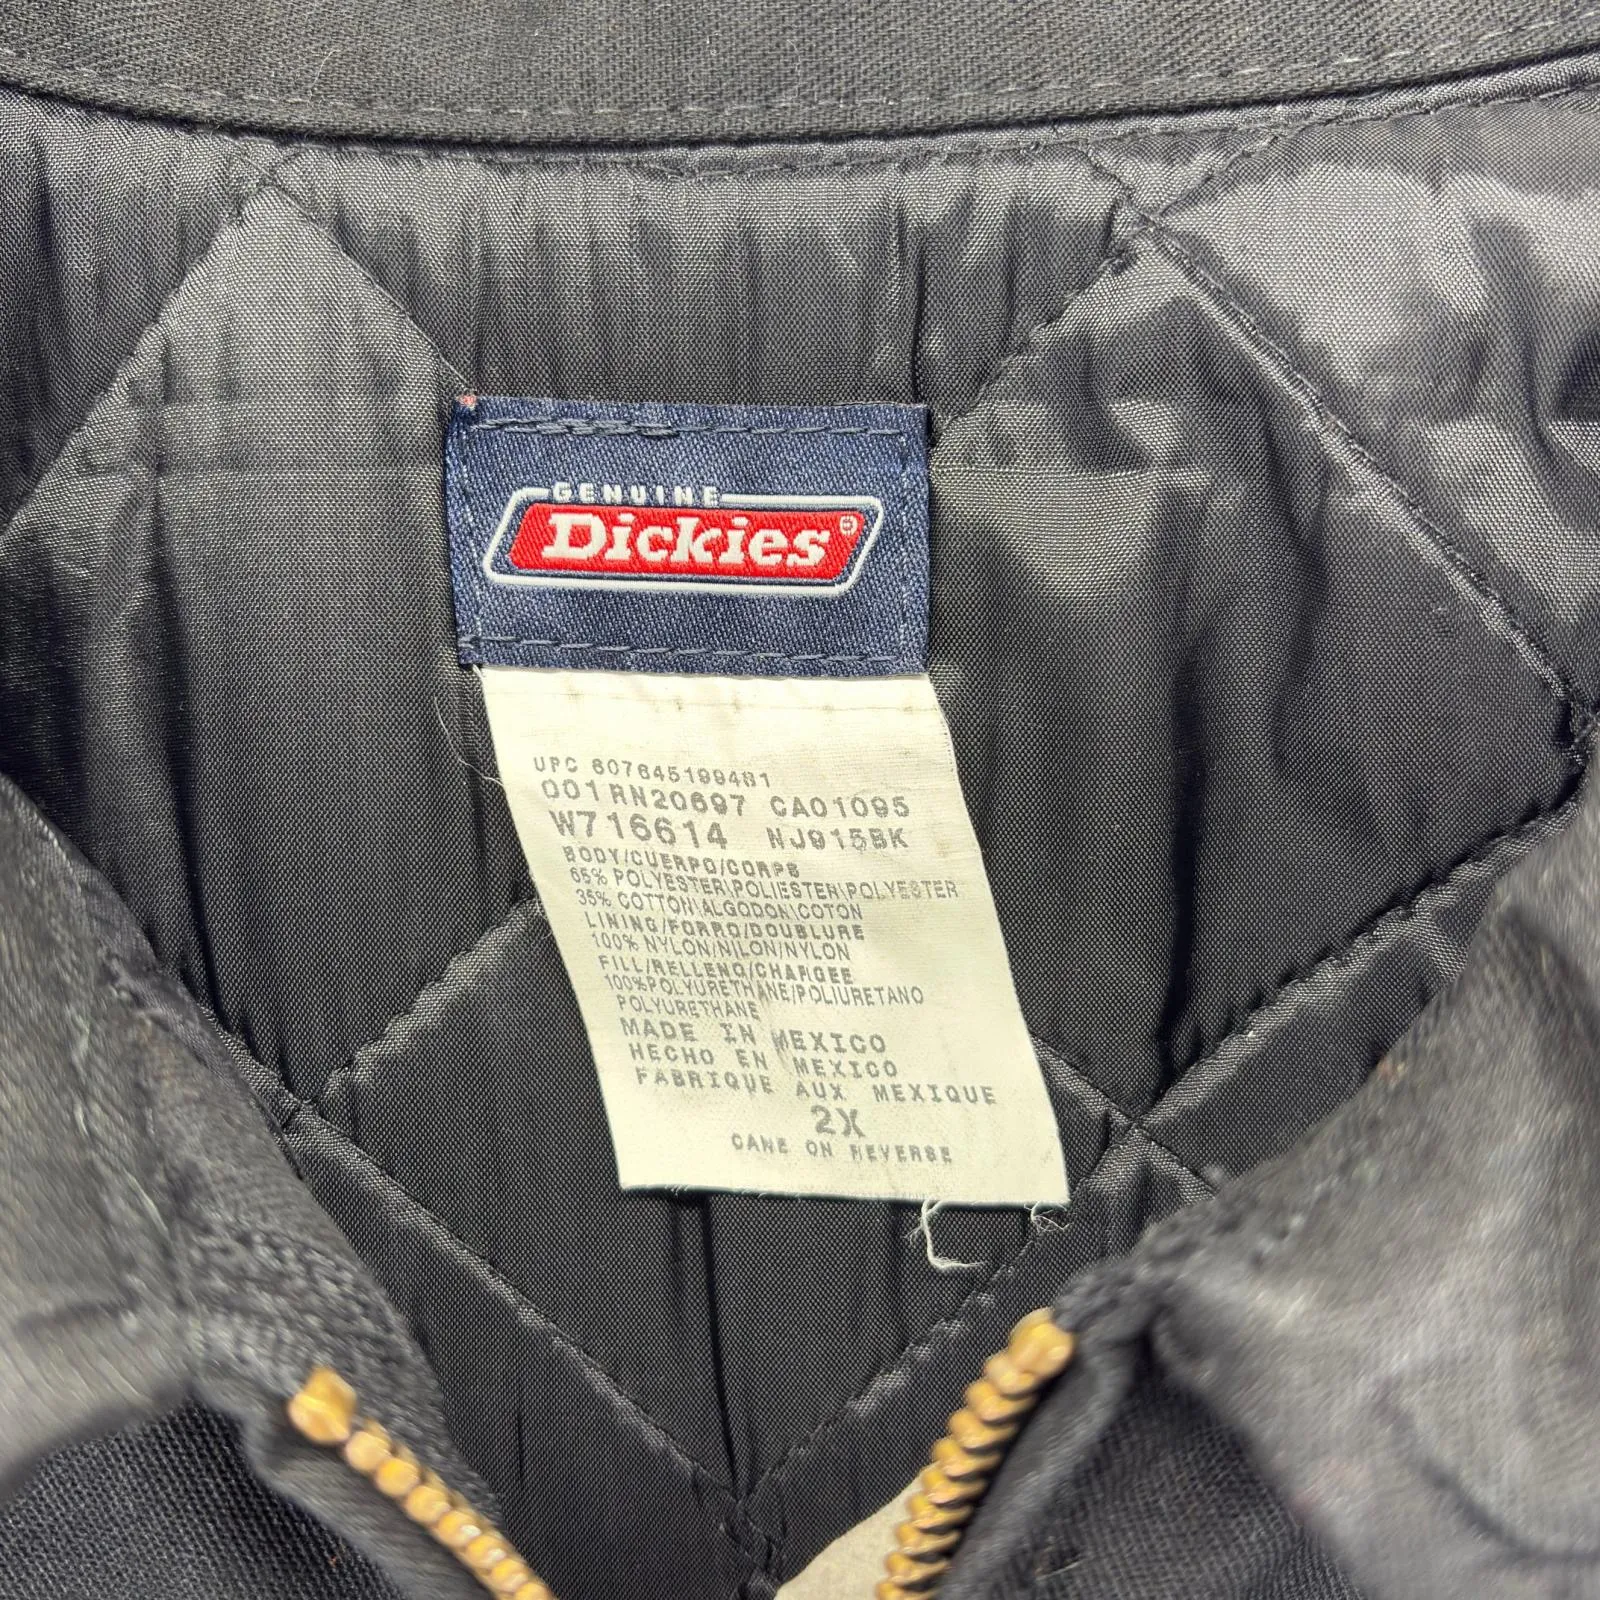 GENUINE
Dickies®
UPC 607645199481
001RN20697 CA01095
W716614 NJ915BK
BODY/CUERPO/CORPS
65% POLYESTER\POLIESTER\POLYESTER
35% COTTON\ALGODON\COTON
LINING/FORRO/DOUBLURE
100% NYLON/NILON/NYLON
FILL/RELLENO/CHARGEE
100%POLYURETHANE/POLIURETANO
POLYURETHANE
MADE IN MEXICO
HECHO EN MEXICO
FABRIQUE AUX MEXIQUE
2X
CARE ON REVERSE